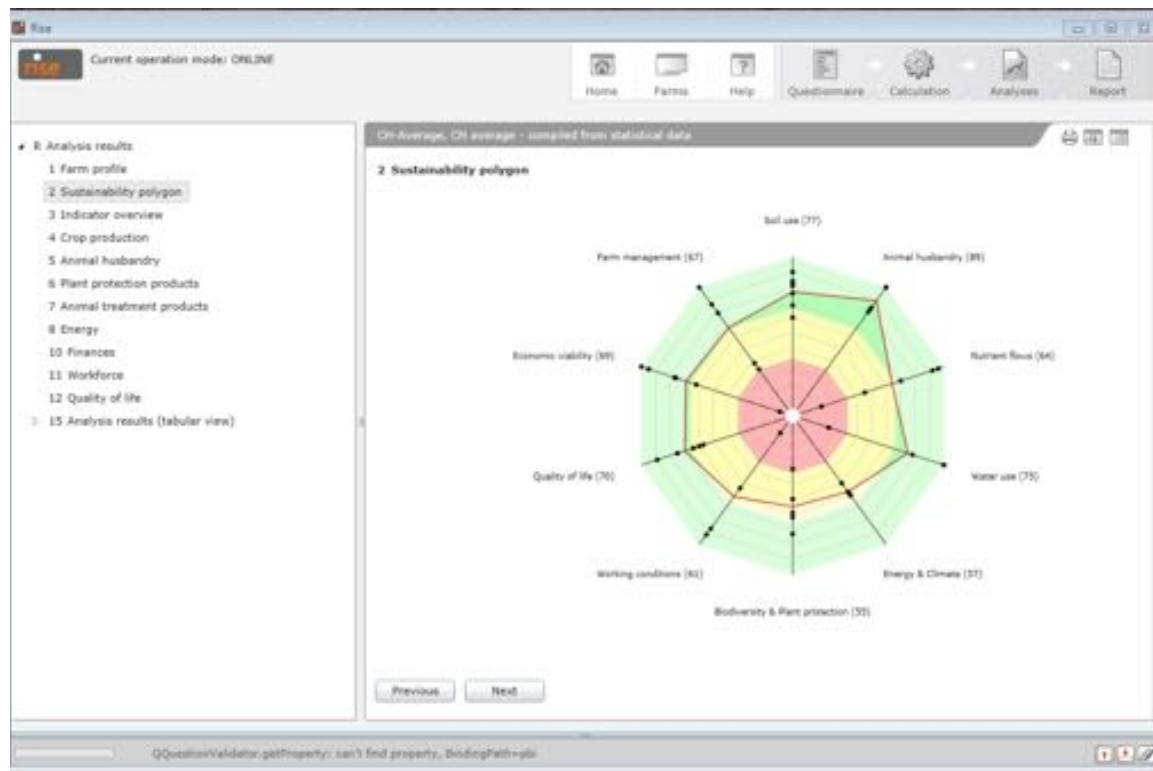 Rise
rise
Current operation mode: ONLINE
Home
Farms
Help
Questionnaire
Calculation
Analyses
Report
R Analysis results
1 Farm profile
2 Sustainability polygon
3 Indicator overview
4 Crop production
5 Animal husbandry
6 Plant protection products
7 Animal treatment products
8 Energy
10 Finances
11 Workforce
12 Quality of life
15 Analysis results (tabular view)
CH-Average, CH average - compiled from statistical data
2 Sustainability polygon
Soil use (77)
Farm management (67)
Animal husbandry (89)
Economic viability (69)
Nutrient flows (64)
Quality of life (70)
Water use (75)
Working conditions (61)
Energy & Climate (57)
Biodiversity & Plant protection (55)
Previous
Next
QQuestionValidator.getProperty: can't find property, BindingPath=